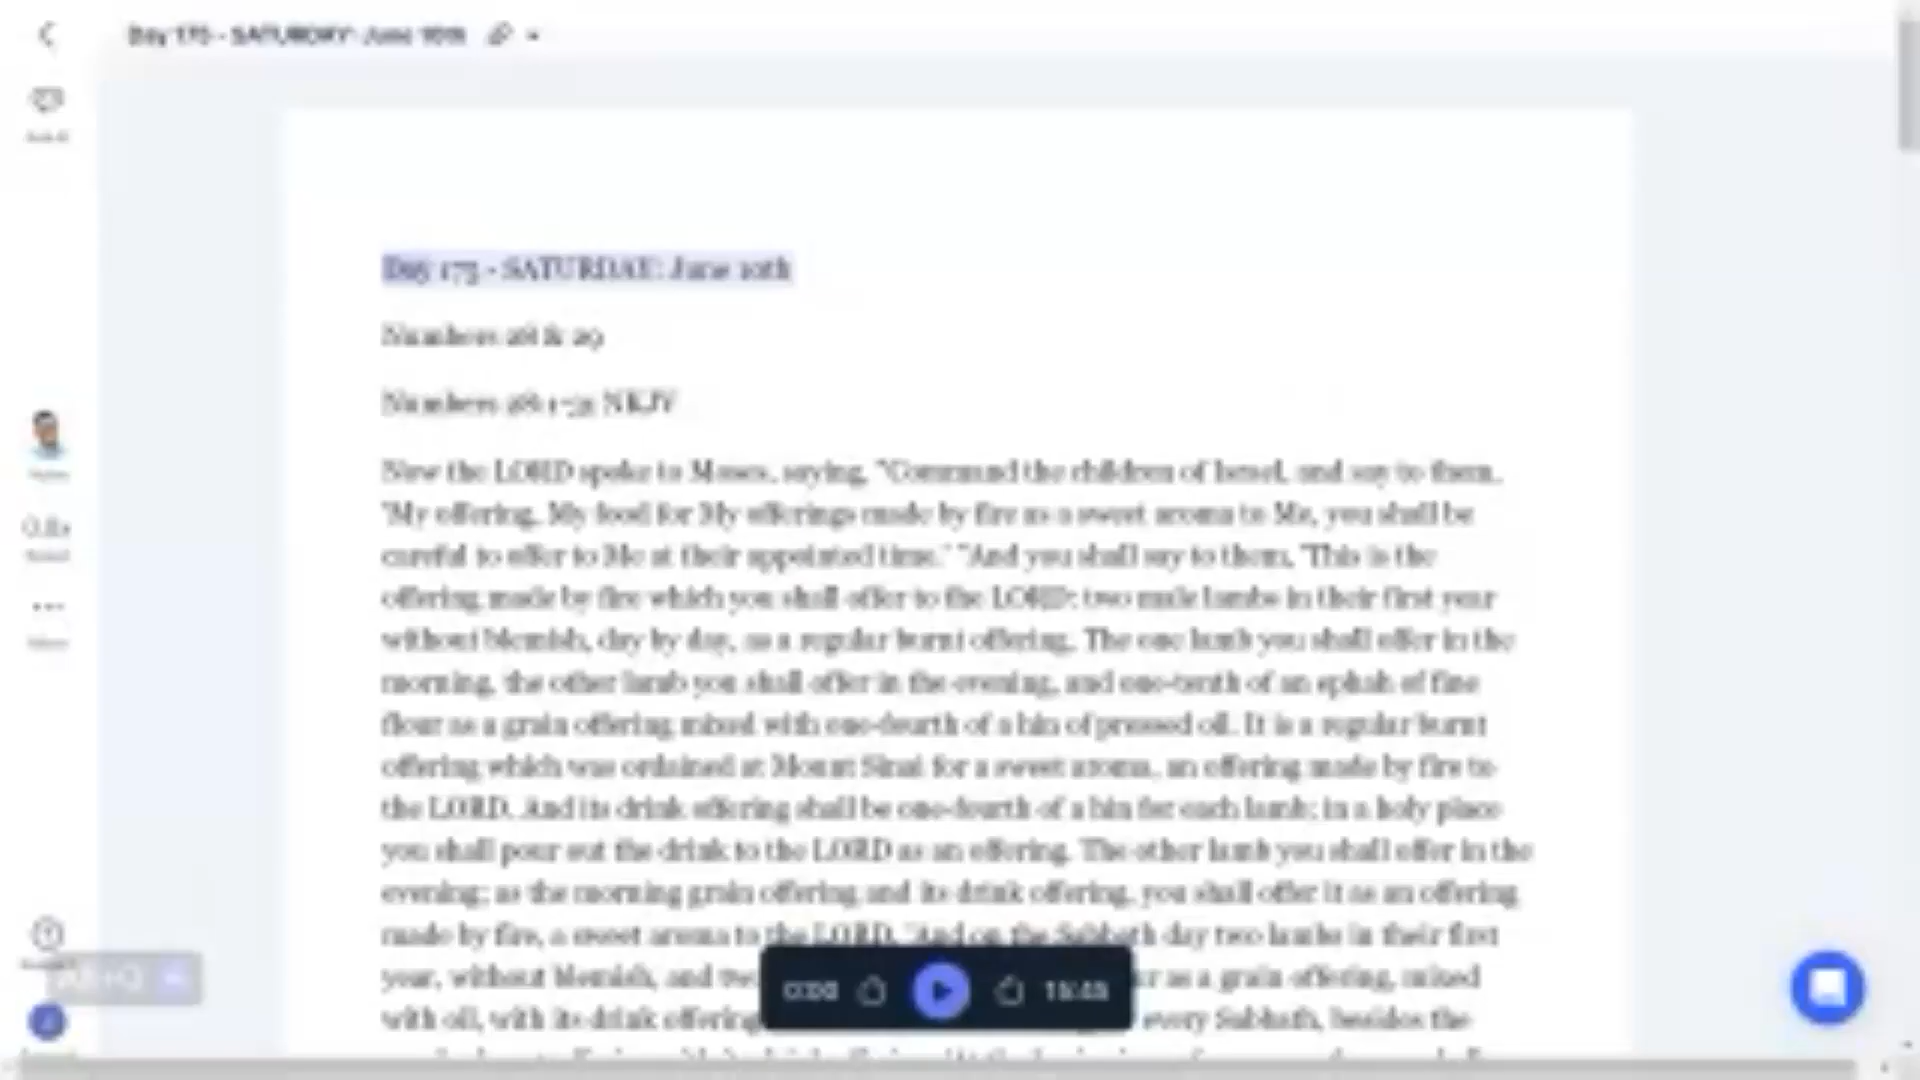 Day 175 - SATURDAY: June 10th
Day 175 - SATURDAY: June 10th
Numbers 28 & 29
Numbers 28:1-31 NKJV
Now the LORD spoke to Moses, saying, "Command the children of Israel, and say to them,
'My offering, My food for My offerings made by fire as a sweet aroma to Me, you shall be
careful to offer to Me at their appointed time.' "And you shall say to them, 'This is the
offering made by fire which you shall offer to the LORD: two male lambs in their first year
without blemish, day by day, as a regular burnt offering. The one lamb you shall offer in the
morning, the other lamb you shall offer in the evening, and one-tenth of an ephah of fine
flour as a grain offering mixed with one-fourth of a hin of pressed oil. It is a regular burnt
offering which was ordained at Mount Sinai for a sweet aroma, an offering made by fire to
the LORD. And its drink offering shall be one-fourth of a hin for each lamb; in a holy place
you shall pour out the drink to the LORD as an offering. The other lamb you shall offer in the
evening; as the morning grain offering and its drink offering, you shall offer it as an offering
made by fire, a sweet aroma to the LORD. 'And on the Sabbath day two lambs in their first
year, without blemish, and two as a grain offering, mixed
with oil, with its drink offering every Sabbath, besides the
0:00